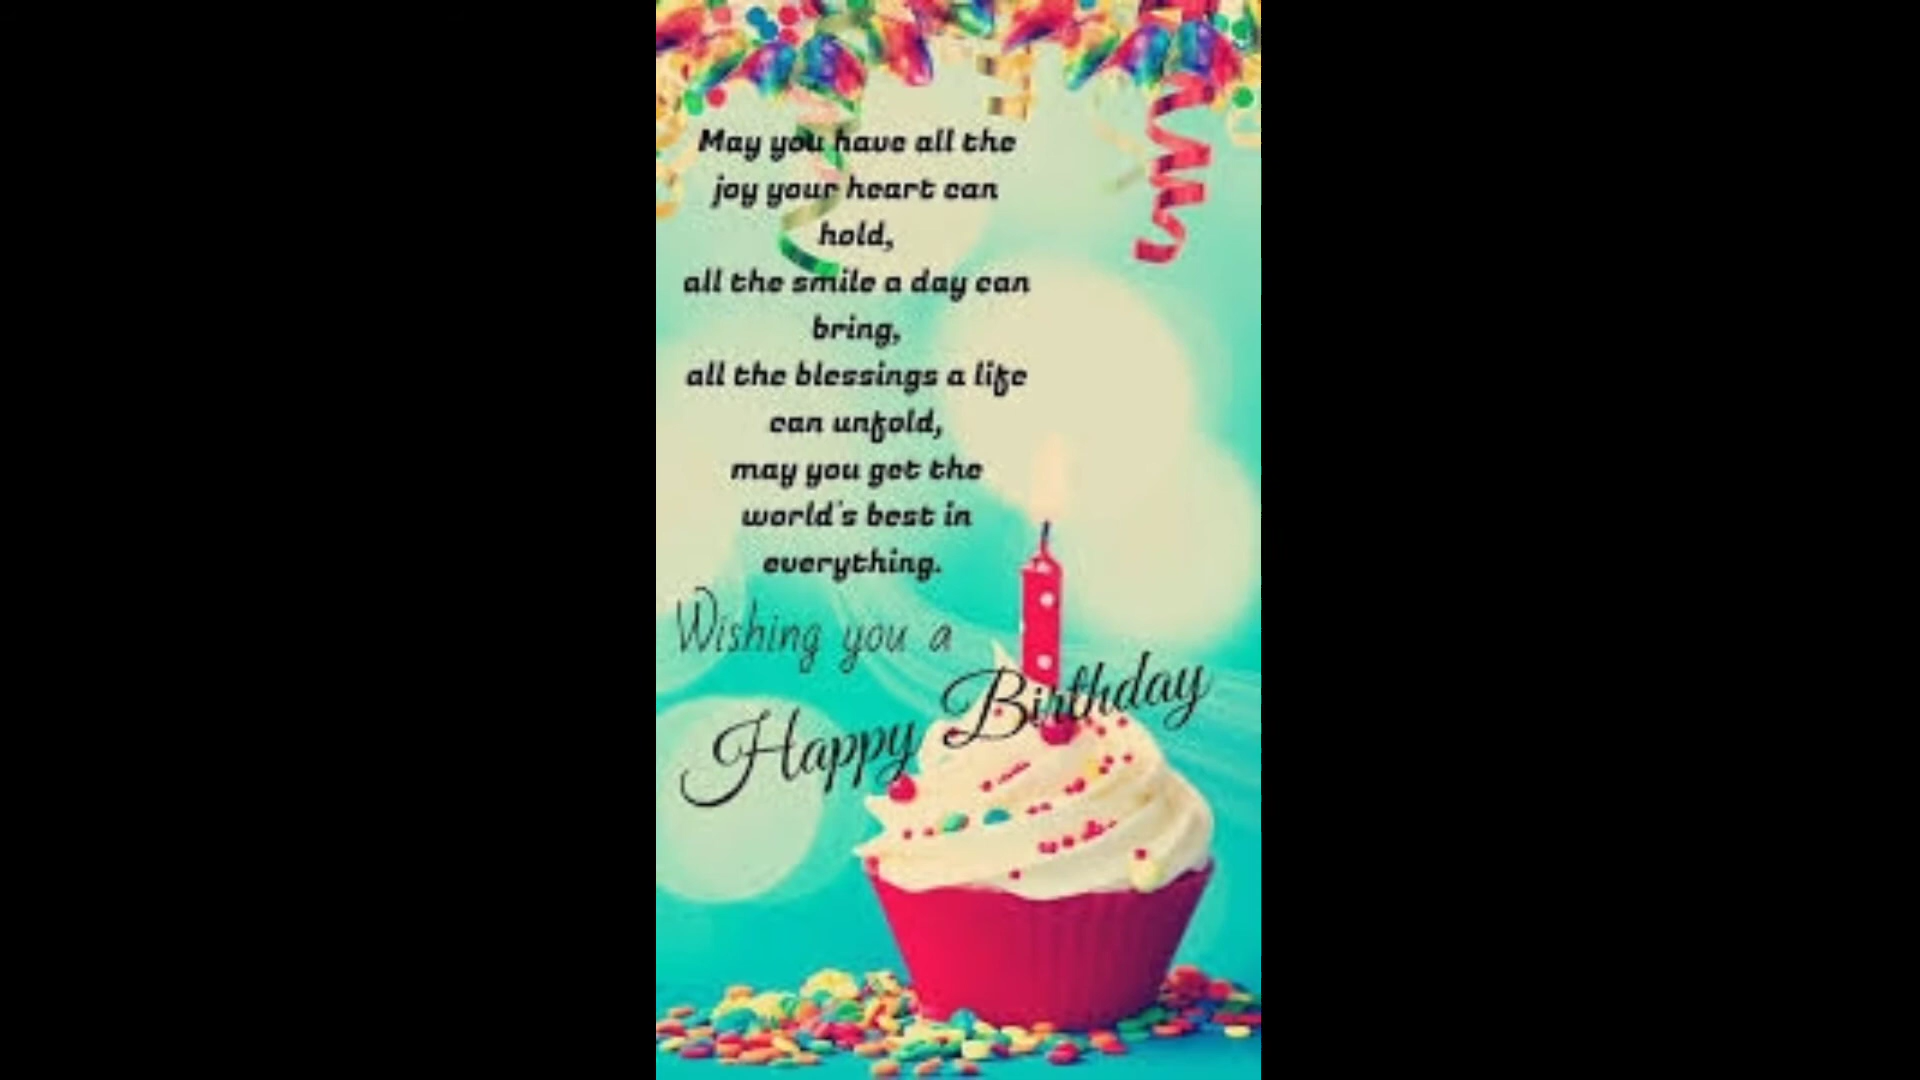 May you have all the
joy your heart can
hold,
all the smile a day can
bring,
all the blessings a life
can unfold,
may you get the
world's best in
everything.
Wishing you a
Happy Birthday